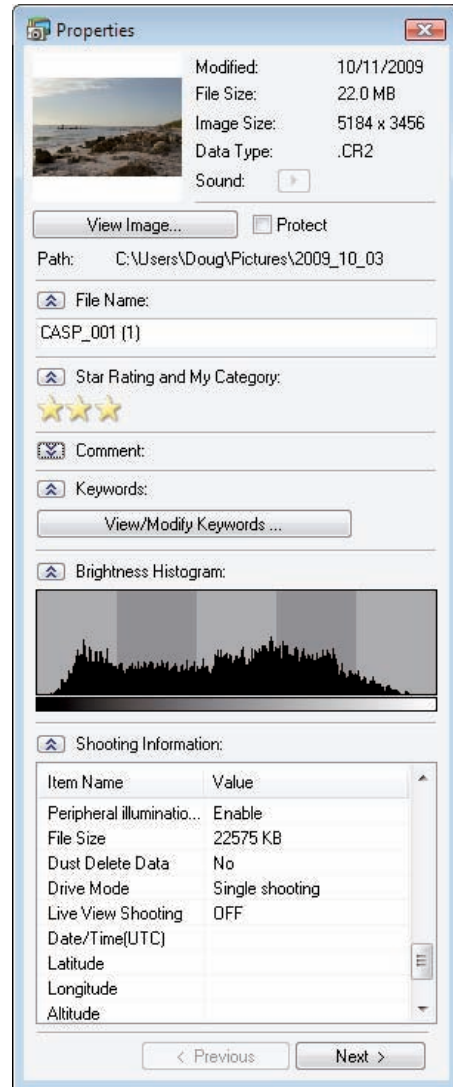 Properties
Modified: 10/11/2009
File Size: 22.0 MB
Image Size: 5184 x 3456
Data Type: .CR2
Sound:
View Image... Protect
Path: C:\Users\Doug\Pictures\2009_10_03
File Name:
CASP_001 (1)
Star Rating and My Category:
Comment:
Keywords:
View/Modify Keywords ...
Brightness Histogram:
Shooting Information:
Item Name Value
Peripheral illuminatio... Enable
File Size 22575 KB
Dust Delete Data No
Drive Mode Single shooting
Live View Shooting OFF
Date/Time(UTC)
Latitude
Longitude
Altitude
< Previous Next >